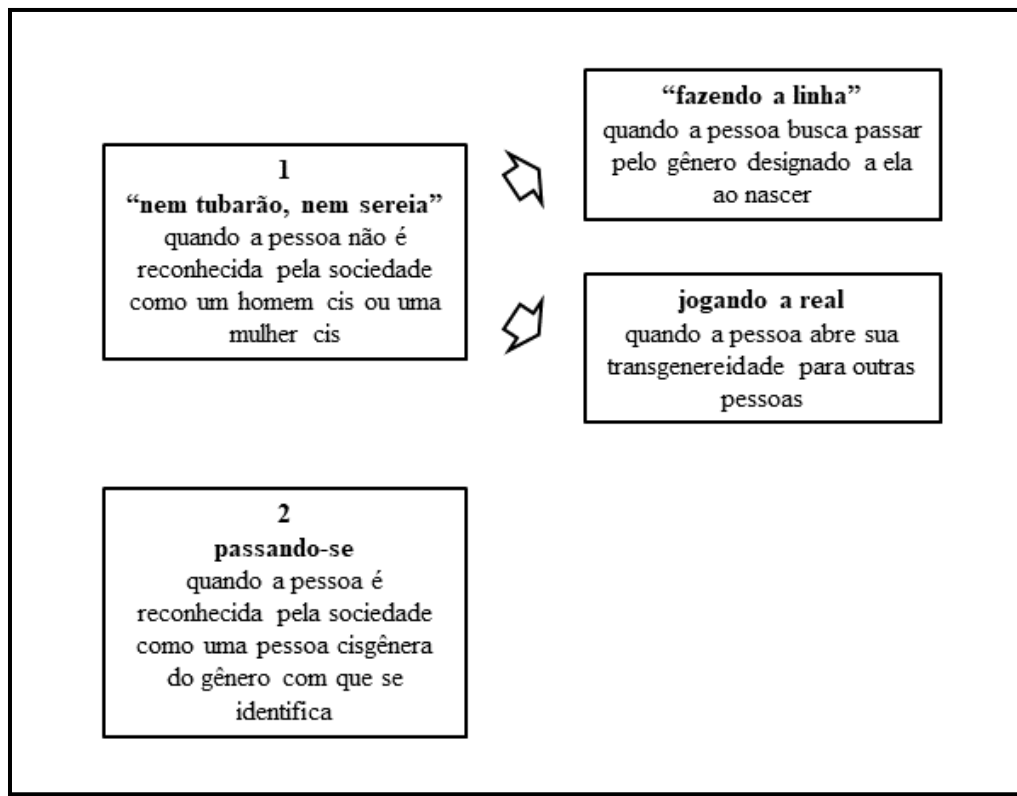 1
“nem tubarão, nem sereia”
quando a pessoa não é
reconhecida pela sociedade
como um homem cis ou uma
mulher cis
“fazendo a linha”
quando a pessoa busca passar
pelo gênero designado a ela
ao nascer
jogando a real
quando a pessoa abre sua
transgenereidade para outras
pessoas
2
passando-se
quando a pessoa é
reconhecida pela sociedade
como uma pessoa cisgênera
do gênero com que se
identifica